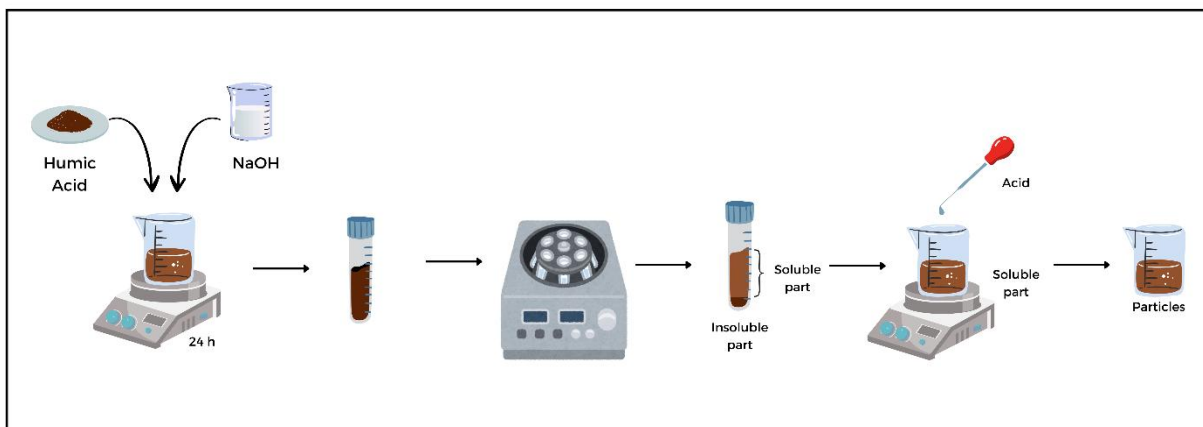 Humic
Acid
NaOH
24 h
Soluble
part
Insoluble
part
Acid
Soluble
part
Particles